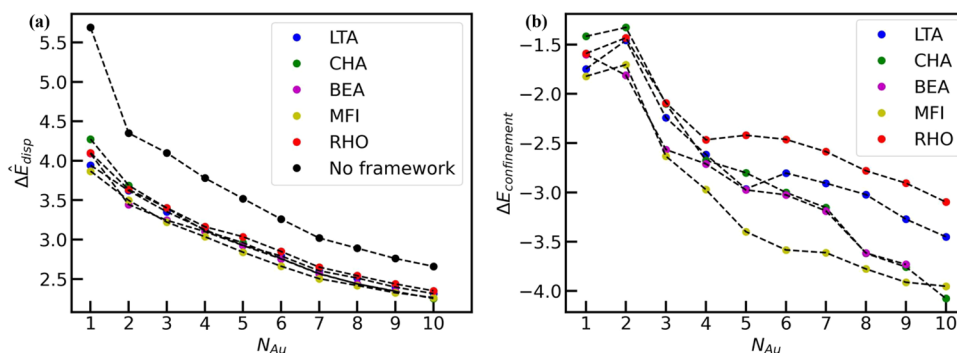 (a)
5.5
5.0
4.5
4.0
3.5
3.0
2.5
ΔÊ_disp
1 2 3 4 5 6 7 8 9 10
N_Au
LTA
CHA
BEA
MFI
RHO
No framework
(b)
−1.5
−2.0
−2.5
−3.0
−3.5
−4.0
ΔE_confinement
1 2 3 4 5 6 7 8 9 10
N_Au
LTA
CHA
BEA
MFI
RHO